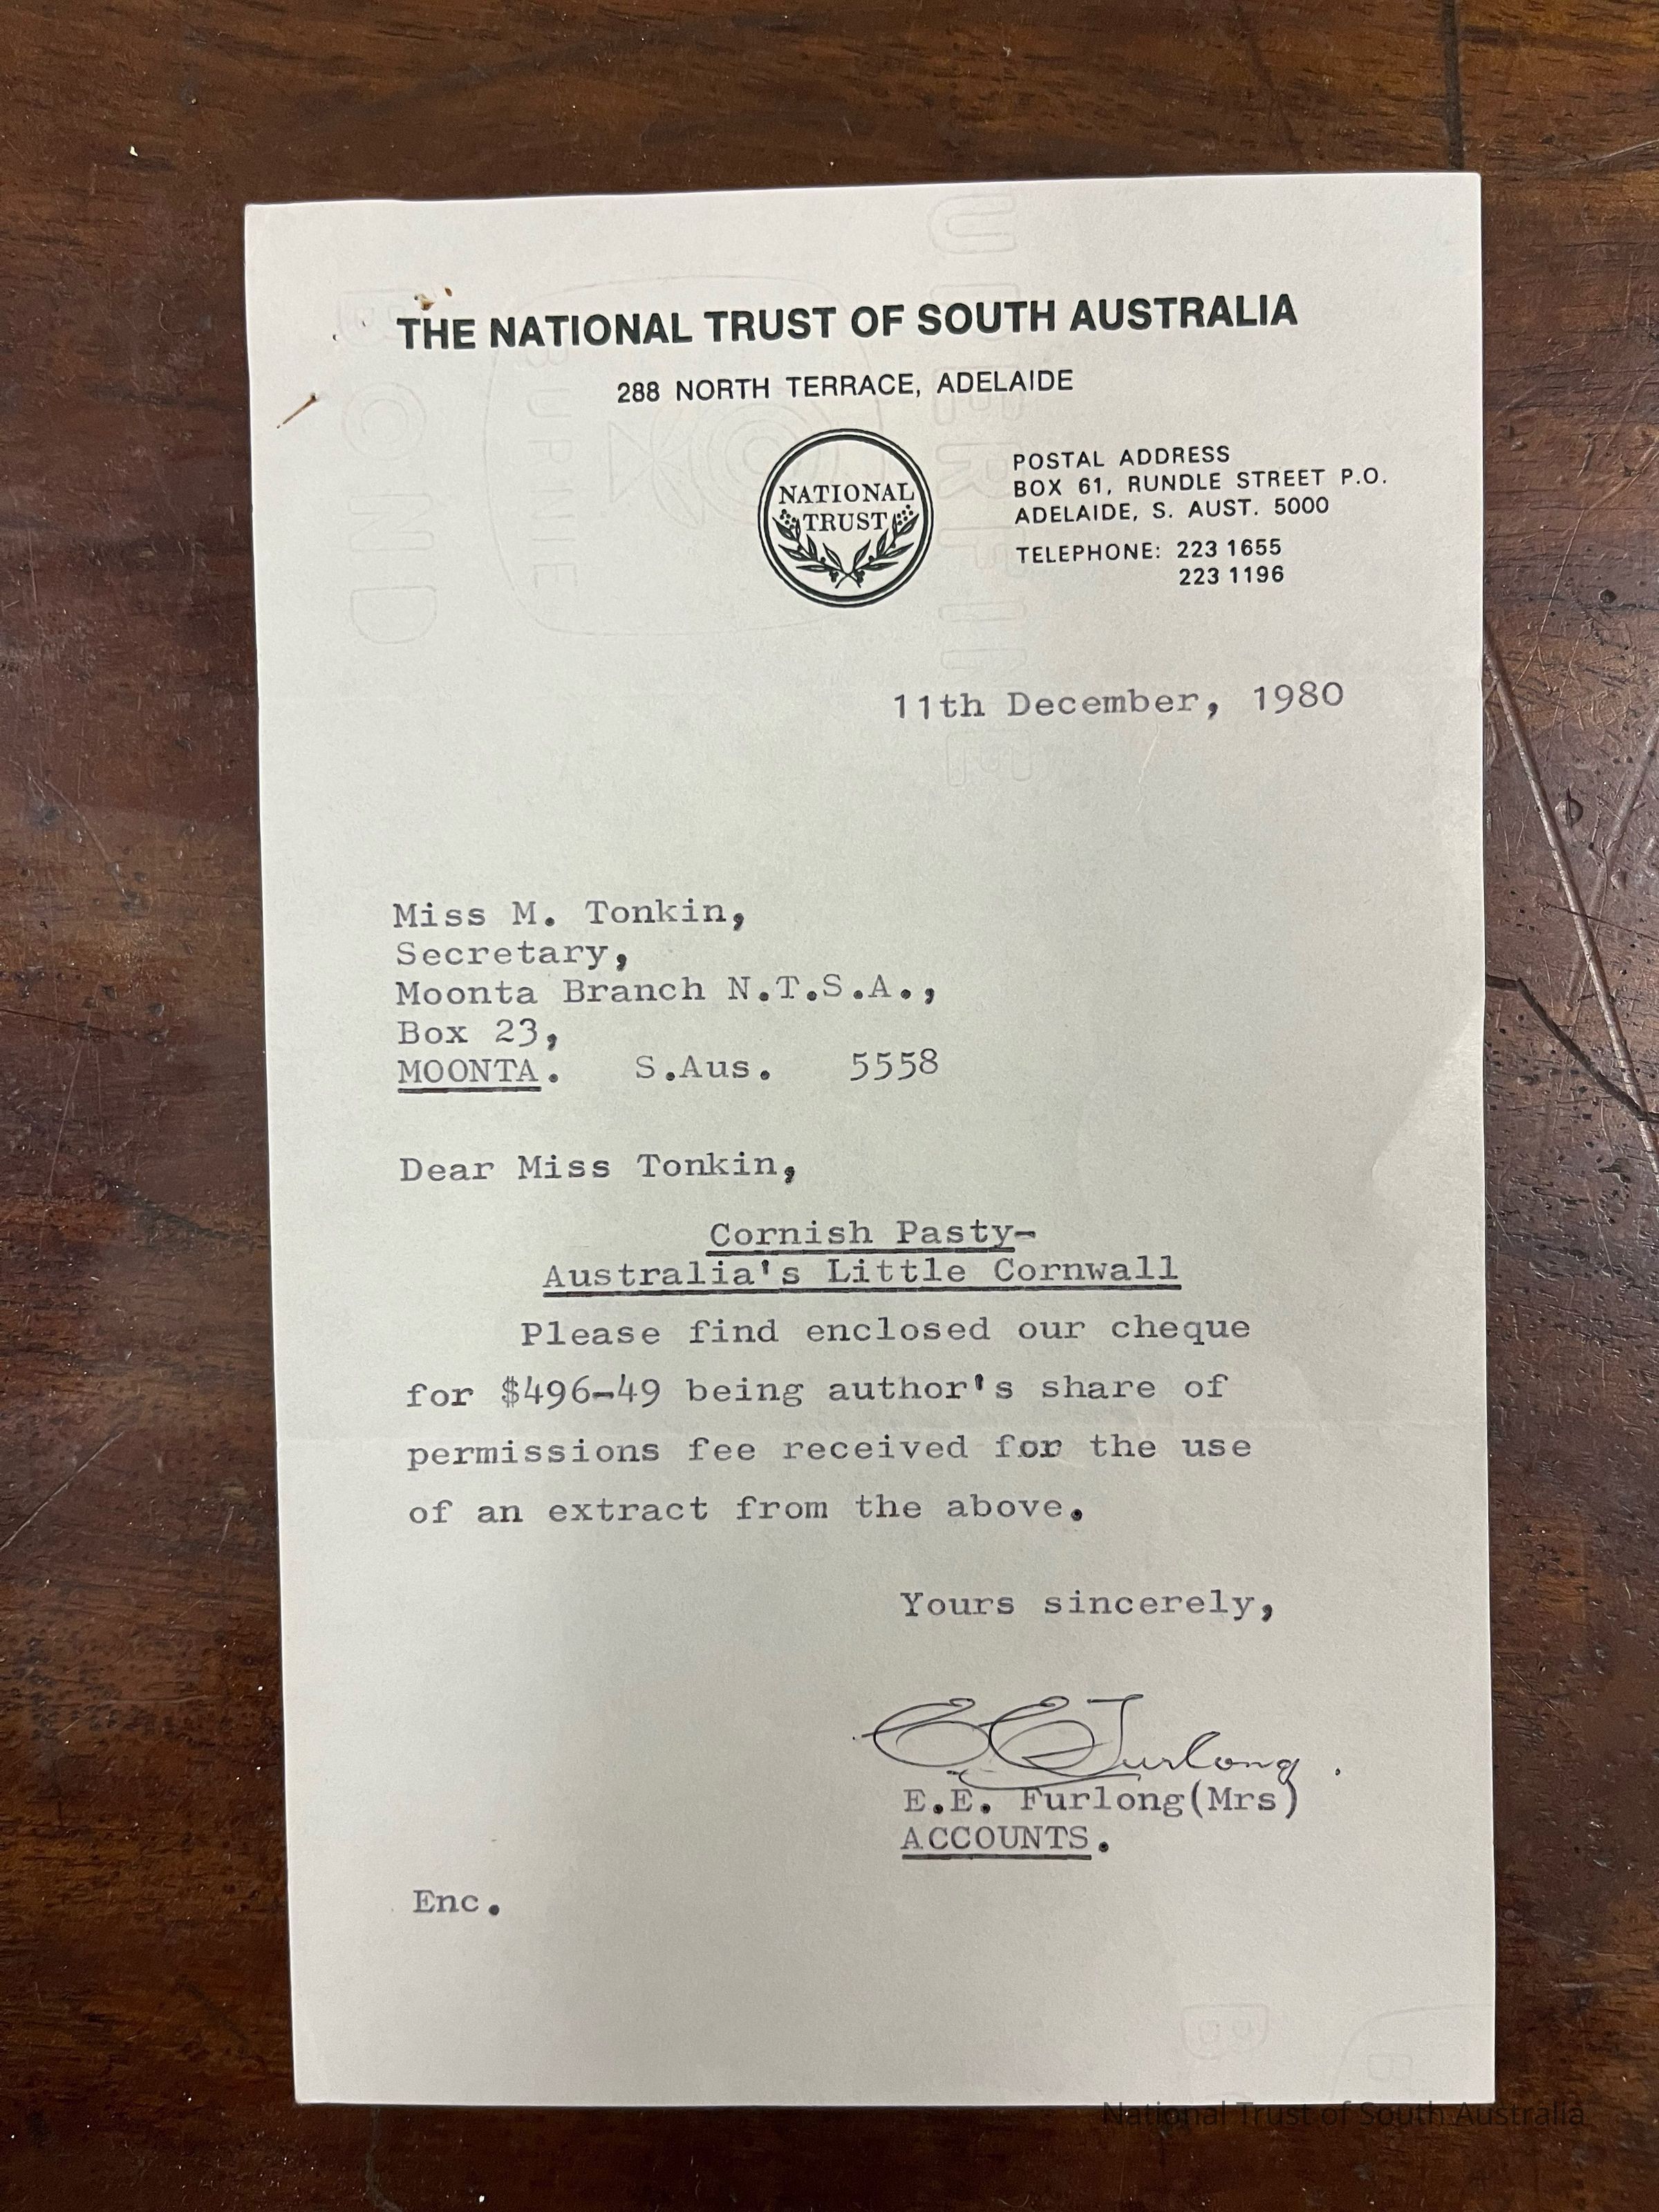 THE NATIONAL TRUST OF SOUTH AUSTRALIA
288 NORTH TERRACE, ADELAIDE
NATIONAL
TRUST
POSTAL ADDRESS
BOX 61, RUNDLE STREET P.O.
ADELAIDE, S. AUST. 5000
TELEPHONE: 223 1655
223 1196
11th December, 1980
Miss M. Tonkin,
Secretary,
Moonta Branch N.T.S.A.,
Box 23,
MOONTA. S.Aus. 5558
Dear Miss Tonkin,
Cornish Pasty-
Australia's Little Cornwall
Please find enclosed our cheque
for $496-49 being author's share of
permissions fee received for the use
of an extract from the above.
Yours sincerely,
EEFurlong.
E.E. Furlong(Mrs)
ACCOUNTS.
Enc.
SUPERFINE
BURNIE
BOND
National Trust of South Australia